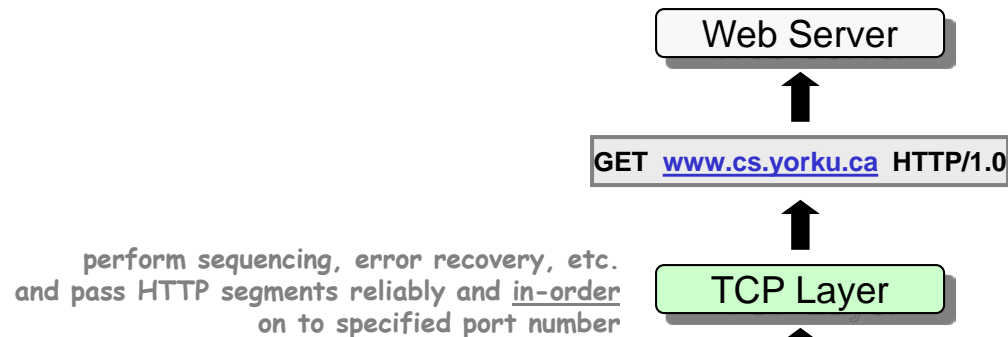 Web Server
GET www.cs.yorku.ca HTTP/1.0
perform sequencing, error recovery, etc.
and pass HTTP segments reliably and in-order
on to specified port number
TCP Layer